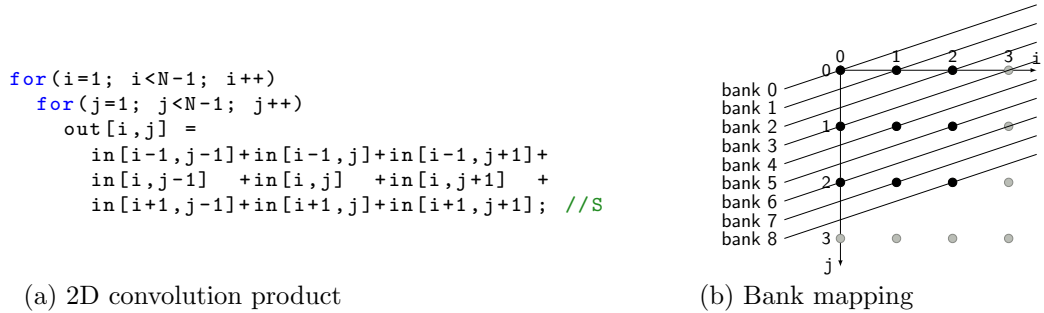 for(i=1; i<N-1; i++)
for(j=1; j<N-1; j++)
out[i,j] =
in[i-1,j-1]+in[i-1,j]+in[i-1,j+1]+
in[i,j-1] +in[i,j] +in[i,j+1] +
in[i+1,j-1]+in[i+1,j]+in[i+1,j+1]; //S
(a) 2D convolution product
0 1 2 3 i
0
bank 0
bank 1
bank 2
1
bank 3
bank 4
bank 5
2
bank 6
bank 7
bank 8
3
j
(b) Bank mapping